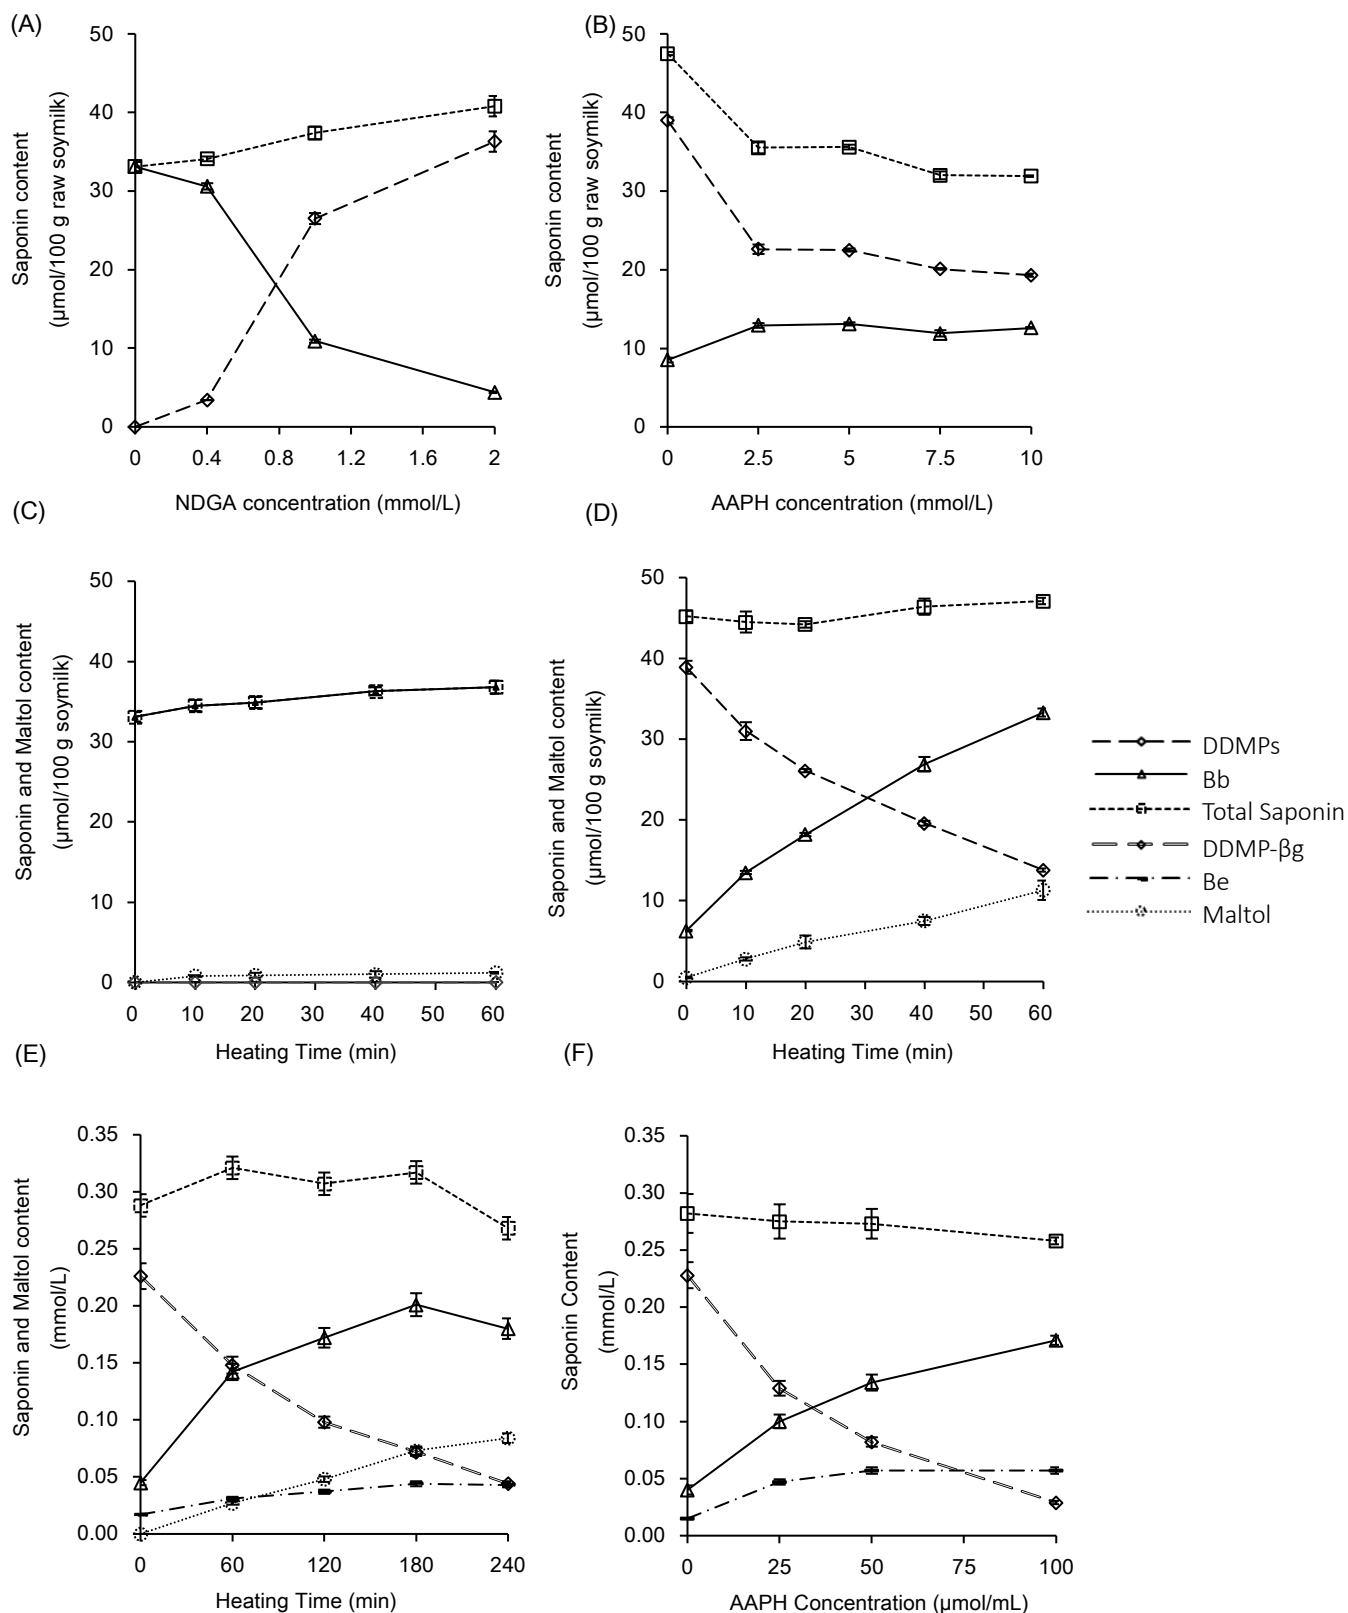 (A)
(B)
50
40
30
20
10
0
Saponin content
(µmol/100 g raw soymilk)
0 0.4 0.8 1.2 1.6 2
NDGA concentration (mmol/L)
50
40
30
20
10
0
Saponin content
(µmol/100 g raw soymilk)
0 2.5 5 7.5 10
AAPH concentration (mmol/L)
(C)
(D)
50
40
30
20
10
0
Saponin and Maltol content
(µmol/100 g soymilk)
0 10 20 30 40 50 60
Heating Time (min)
50
40
30
20
10
0
Saponin and Maltol content
(µmol/100 g soymilk)
0 10 20 30 40 50 60
Heating Time (min)
DDMPs
Bb
Total Saponin
DDMP-βg
Be
Maltol
(E)
(F)
0.35
0.30
0.25
0.20
0.15
0.10
0.05
0.00
Saponin and Maltol content
(mmol/L)
0 60 120 180 240
Heating Time (min)
0.35
0.30
0.25
0.20
0.15
0.10
0.05
0.00
Saponin Content
(mmol/L)
0 25 50 75 100
AAPH Concentration (µmol/mL)